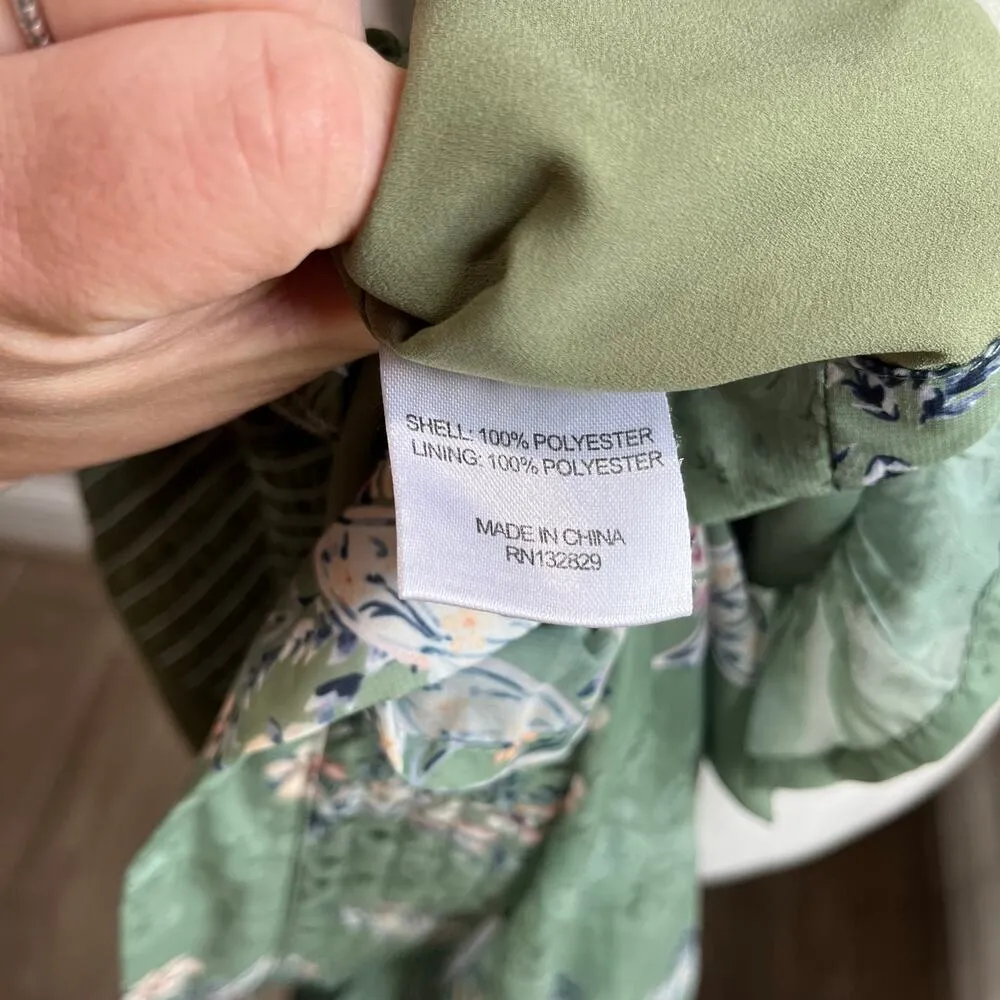 SHELL: 100% POLYESTER
LINING: 100% POLYESTER
MADE IN CHINA
RN132829